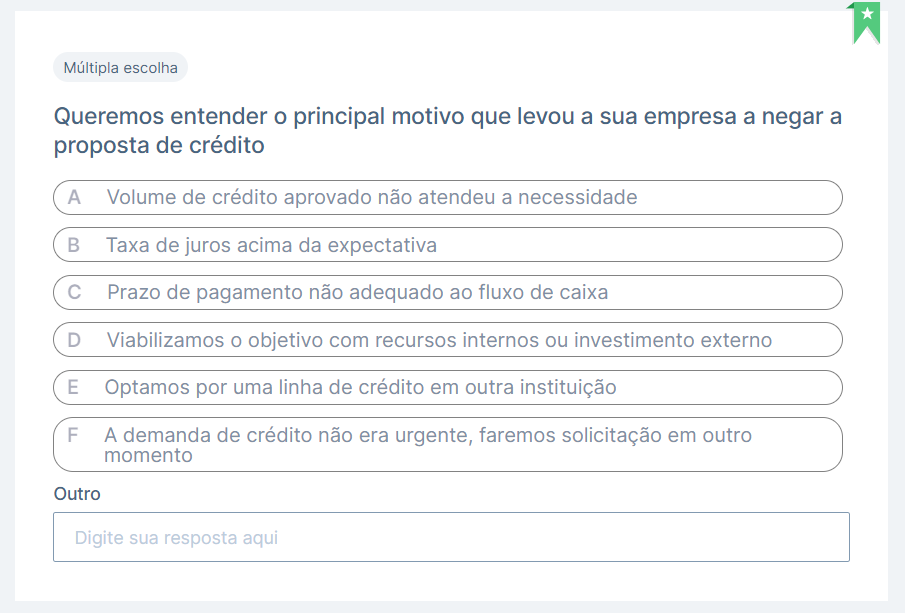 Múltipla escolha
Queremos entender o principal motivo que levou a sua empresa a negar a
proposta de crédito
A Volume de crédito aprovado não atendeu a necessidade
B Taxa de juros acima da expectativa
C Prazo de pagamento não adequado ao fluxo de caixa
D Viabilizamos o objetivo com recursos internos ou investimento externo
E Optamos por uma linha de crédito em outra instituição
F A demanda de crédito não era urgente, faremos solicitação em outro
momento
Outro
Digite sua resposta aqui